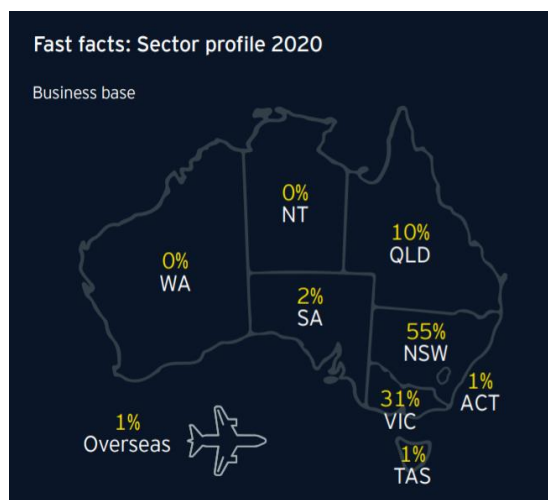 Fast facts: Sector profile 2020
Business base
0%
NT
10%
QLD
0%
WA
2%
SA
55%
NSW
1%
ACT
31%
VIC
1%
Overseas
1%
TAS